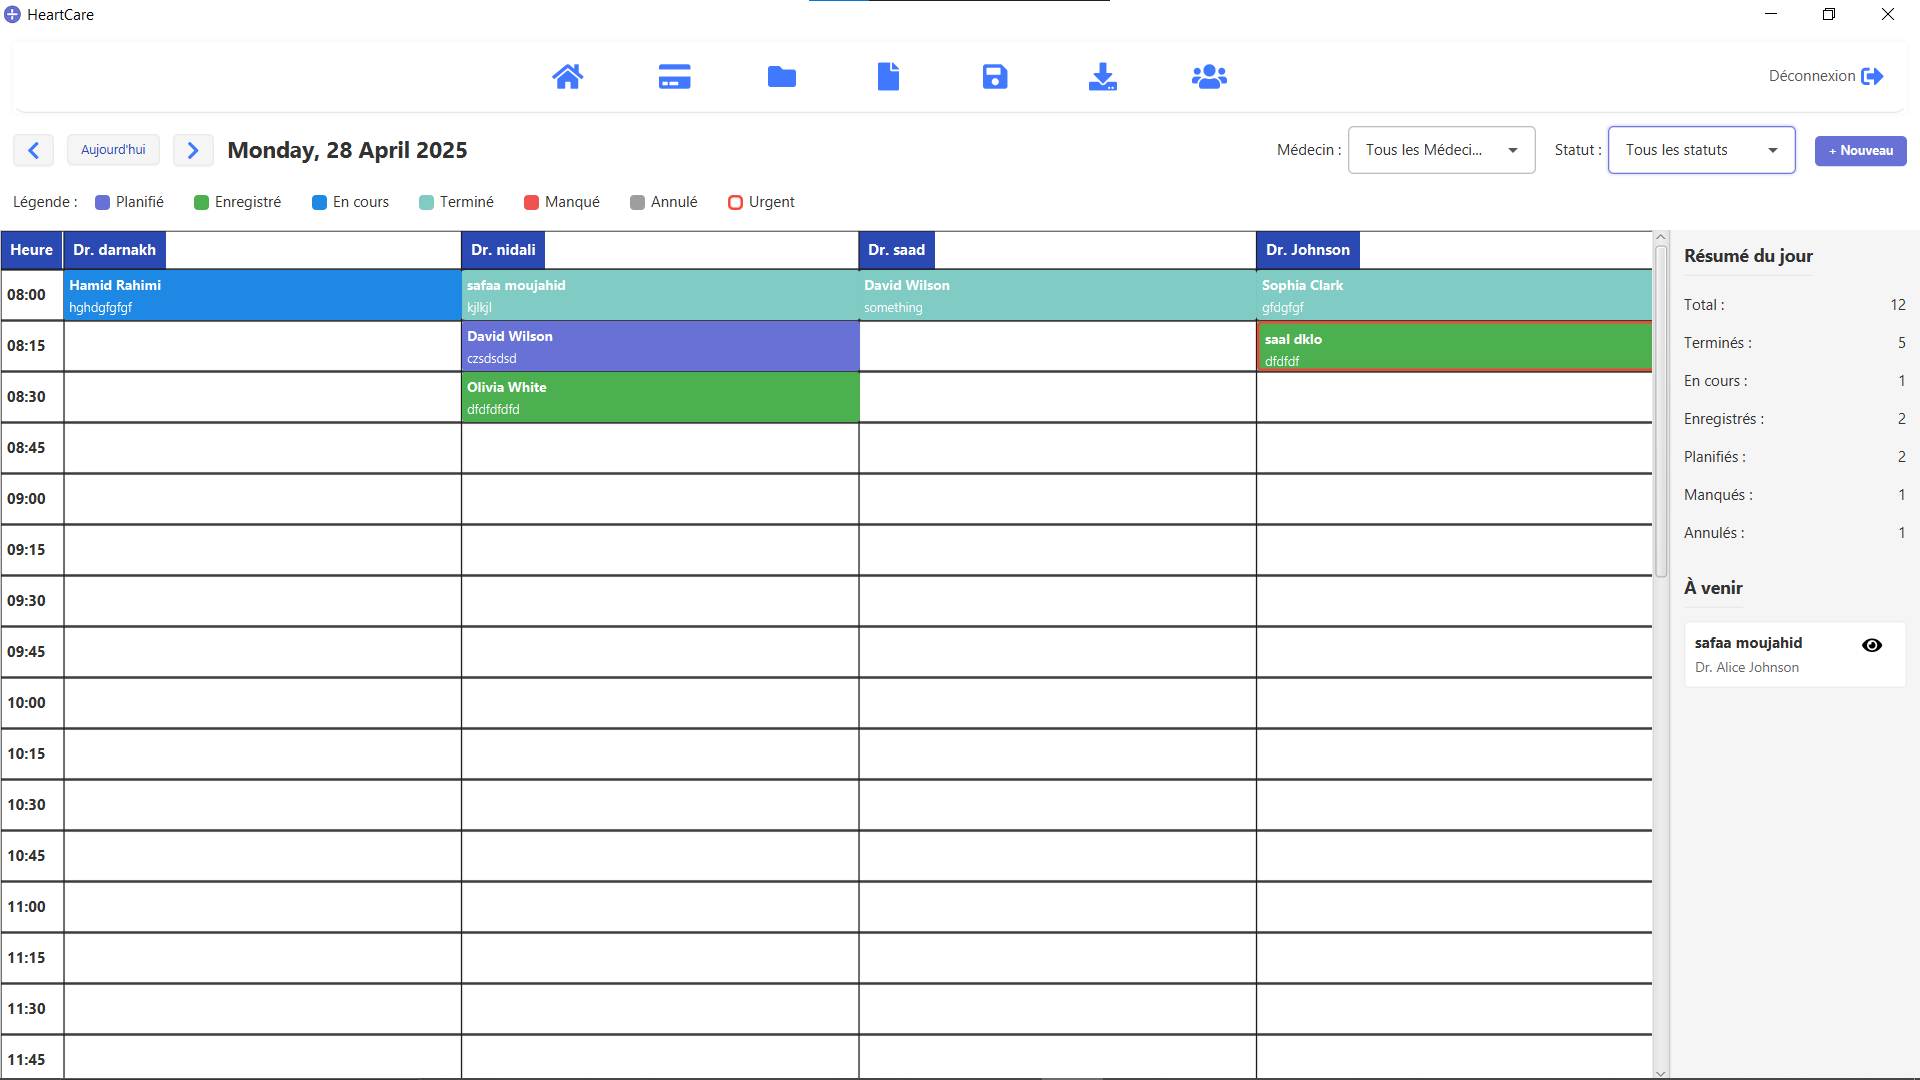 HeartCare
Déconnexion
Aujourd'hui
Monday, 28 April 2025
Médecin :
Tous les Médeci...
Statut :
Tous les statuts
+ Nouveau
Légende :
Planifié
Enregistré
En cours
Terminé
Manqué
Annulé
Urgent
Heure
Dr. darnakh
Dr. nidali
Dr. saad
Dr. Johnson
08:00
Hamid Rahimi
hghdgfgfgf
safaa moujahid
kjlkjl
David Wilson
something
Sophia Clark
gfdgfgf
08:15
David Wilson
czsdsdsd
saal dklo
dfdfdf
08:30
Olivia White
dfdfdfdfd
08:45
09:00
09:15
09:30
09:45
10:00
10:15
10:30
10:45
11:00
11:15
11:30
11:45
Résumé du jour
Total : 12
Terminés : 5
En cours : 1
Enregistrés : 2
Planifiés : 2
Manqués : 1
Annulés : 1
À venir
safaa moujahid
Dr. Alice Johnson